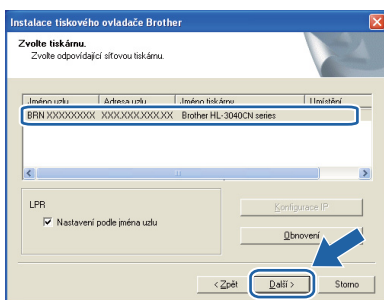 Instalace tiskového ovladače Brother
Zvolte tiskárnu.
Zvolte odpovídající síťovou tiskárnu.
Jméno uzlu Adresa uzlu Jméno tiskárny Umístění
BRN XXXXXXXXX XXX.XXX.XXX.XX Brother HL-3040CN series
LPR
Nastavení podle jména uzlu
Konfigurace IP
Obnovení
< Zpět Další > Storno